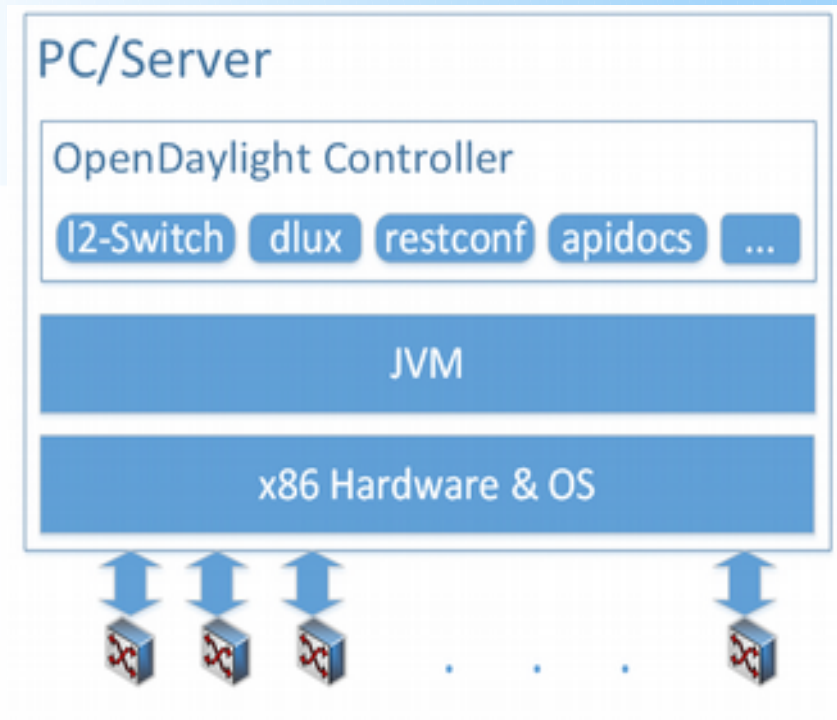 PC/Server
OpenDaylight Controller
l2-Switch dlux restconf apidocs ...
JVM
x86 Hardware & OS
. . .